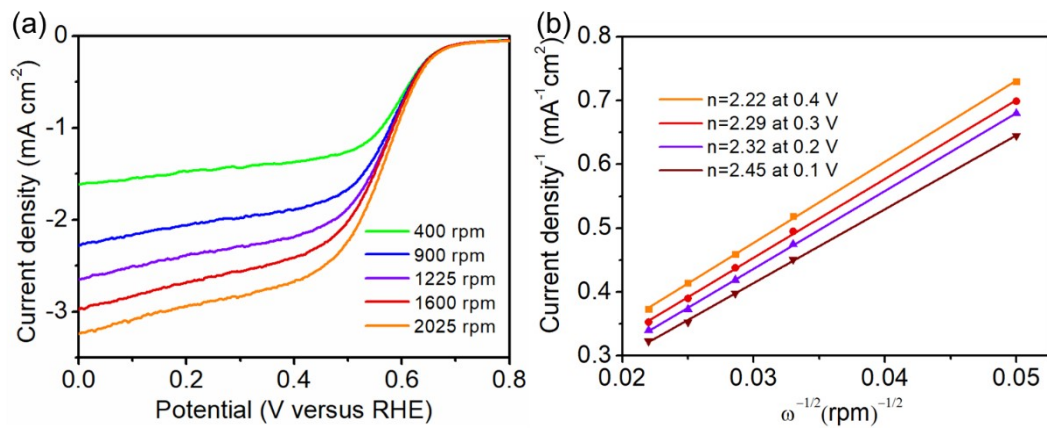 (a)
0
-1
-2
-3
Current density (mA cm⁻²)
400 rpm
900 rpm
1225 rpm
1600 rpm
2025 rpm
0.0 0.2 0.4 0.6 0.8
Potential (V versus RHE)
(b)
0.8
0.7
0.6
0.5
0.4
0.3
Current density⁻¹ (mA⁻¹cm²)
n=2.22 at 0.4 V
n=2.29 at 0.3 V
n=2.32 at 0.2 V
n=2.45 at 0.1 V
0.02 0.03 0.04 0.05
ω⁻¹/²(rpm)⁻¹/²